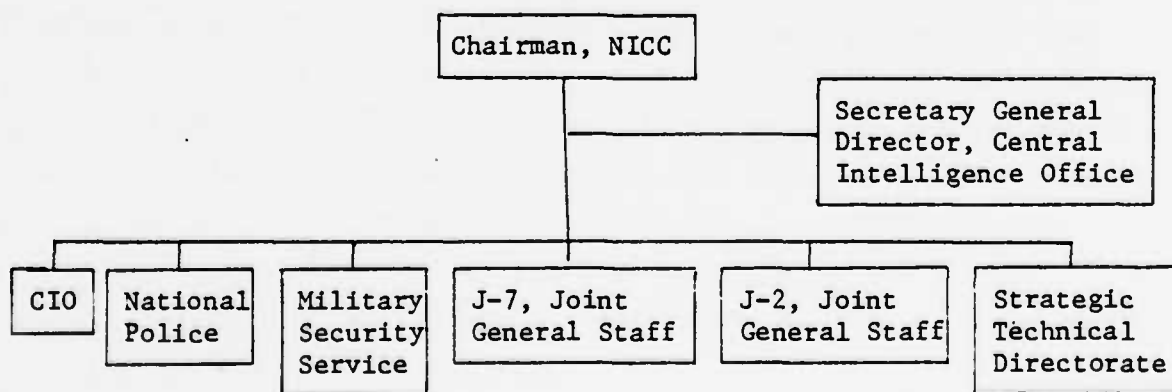 Chairman, NICC
Secretary General
Director, Central
Intelligence Office
CIO
National
Police
Military
Security
Service
J-7, Joint
General Staff
J-2, Joint
General Staff
Strategic
Technical
Directorate